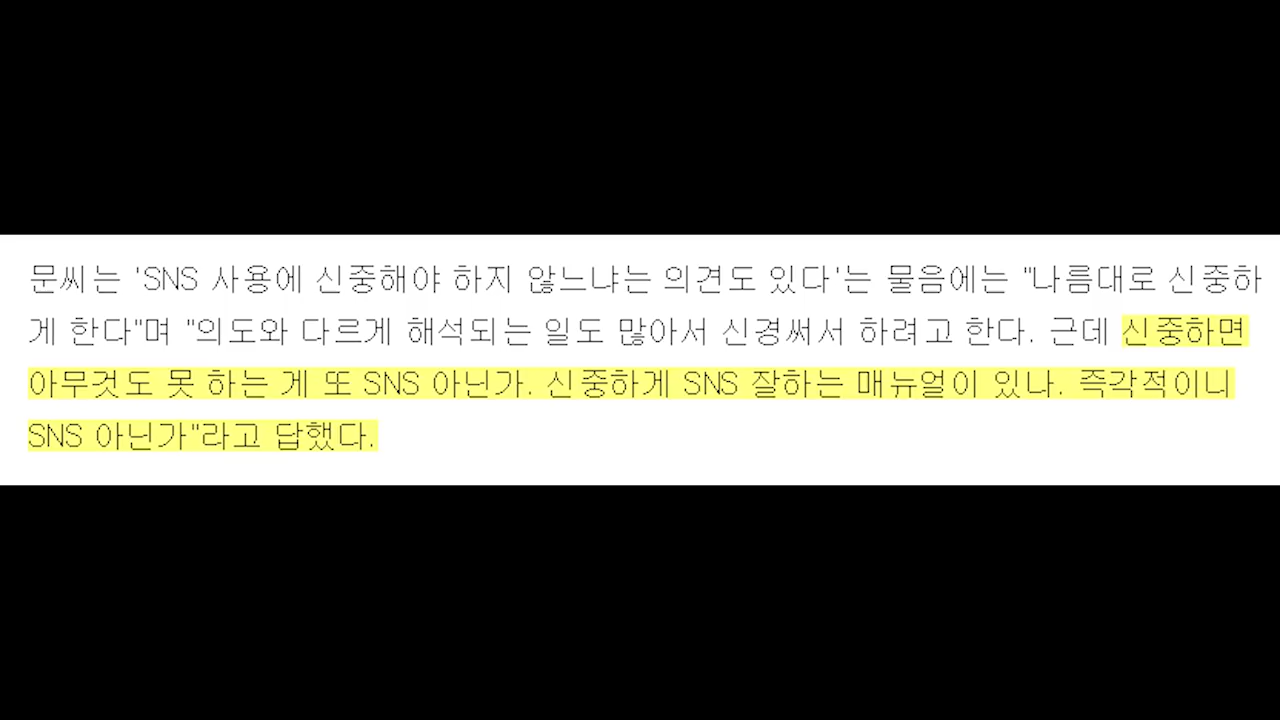 문씨는 'SNS 사용에 신중해야 하지 않느냐는 의견도 있다'는 물음에는 "나름대로 신중하
게 한다"며 "의도와 다르게 해석되는 일도 많아서 신경써서 하려고 한다. 근데 신중하면
아무것도 못 하는 게 또 SNS 아닌가. 신중하게 SNS 잘하는 매뉴얼이 있나. 즉각적이니
SNS 아닌가"라고 답했다.